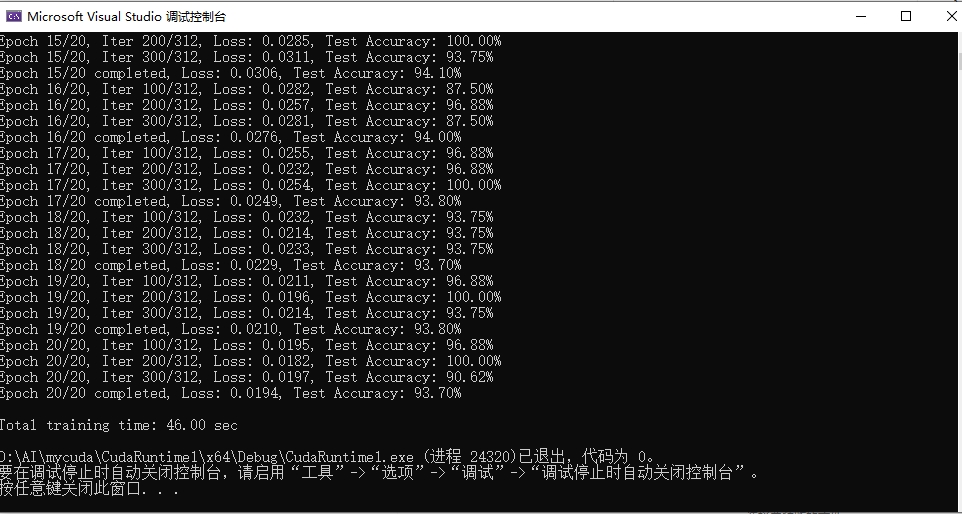 Microsoft Visual Studio 调试控制台
Epoch 15/20, Iter 200/312, Loss: 0.0285, Test Accuracy: 100.00%
Epoch 15/20, Iter 300/312, Loss: 0.0311, Test Accuracy: 93.75%
Epoch 15/20 completed, Loss: 0.0306, Test Accuracy: 94.10%
Epoch 16/20, Iter 100/312, Loss: 0.0282, Test Accuracy: 87.50%
Epoch 16/20, Iter 200/312, Loss: 0.0257, Test Accuracy: 96.88%
Epoch 16/20, Iter 300/312, Loss: 0.0281, Test Accuracy: 87.50%
Epoch 16/20 completed, Loss: 0.0276, Test Accuracy: 94.00%
Epoch 17/20, Iter 100/312, Loss: 0.0255, Test Accuracy: 96.88%
Epoch 17/20, Iter 200/312, Loss: 0.0232, Test Accuracy: 96.88%
Epoch 17/20, Iter 300/312, Loss: 0.0254, Test Accuracy: 100.00%
Epoch 17/20 completed, Loss: 0.0249, Test Accuracy: 93.80%
Epoch 18/20, Iter 100/312, Loss: 0.0232, Test Accuracy: 93.75%
Epoch 18/20, Iter 200/312, Loss: 0.0214, Test Accuracy: 93.75%
Epoch 18/20, Iter 300/312, Loss: 0.0233, Test Accuracy: 93.75%
Epoch 18/20 completed, Loss: 0.0229, Test Accuracy: 93.70%
Epoch 19/20, Iter 100/312, Loss: 0.0211, Test Accuracy: 96.88%
Epoch 19/20, Iter 200/312, Loss: 0.0196, Test Accuracy: 100.00%
Epoch 19/20, Iter 300/312, Loss: 0.0214, Test Accuracy: 93.75%
Epoch 19/20 completed, Loss: 0.0210, Test Accuracy: 93.80%
Epoch 20/20, Iter 100/312, Loss: 0.0195, Test Accuracy: 96.88%
Epoch 20/20, Iter 200/312, Loss: 0.0182, Test Accuracy: 100.00%
Epoch 20/20, Iter 300/312, Loss: 0.0197, Test Accuracy: 90.62%
Epoch 20/20 completed, Loss: 0.0194, Test Accuracy: 93.70%
Total training time: 46.00 sec
D:\AI\mycuda\CudaRuntime1\x64\Debug\CudaRuntime1.exe (进程 24320)已退出，代码为 0。
要在调试停止时自动关闭控制台，请启用“工具”->“选项”->“调试”->“调试停止时自动关闭控制台”。
按任意键关闭此窗口. . .